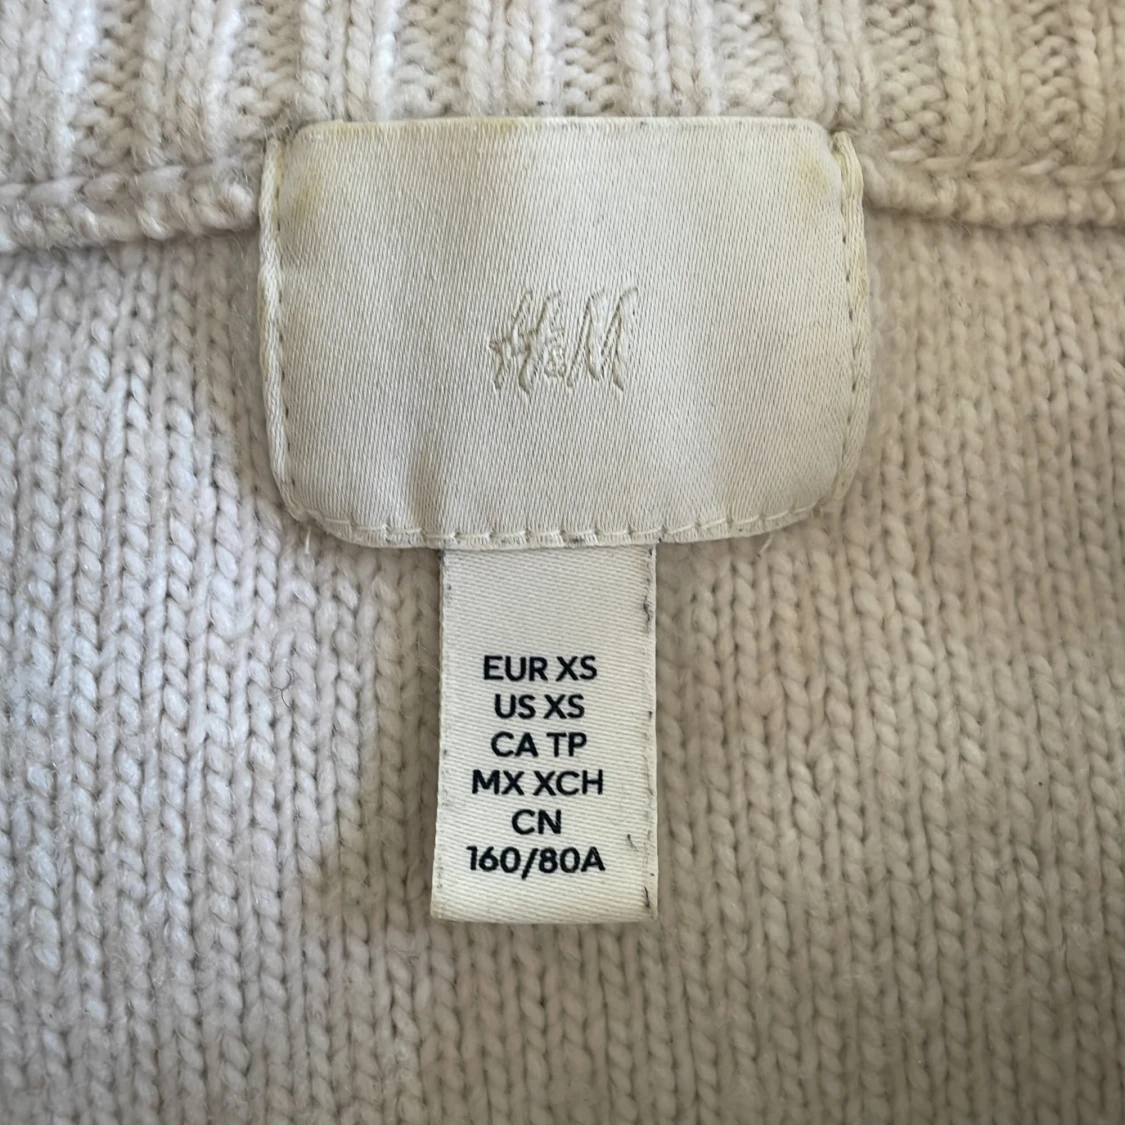 H&M
EUR XS
US XS
CA TP
MX XCH
CN
160/80A